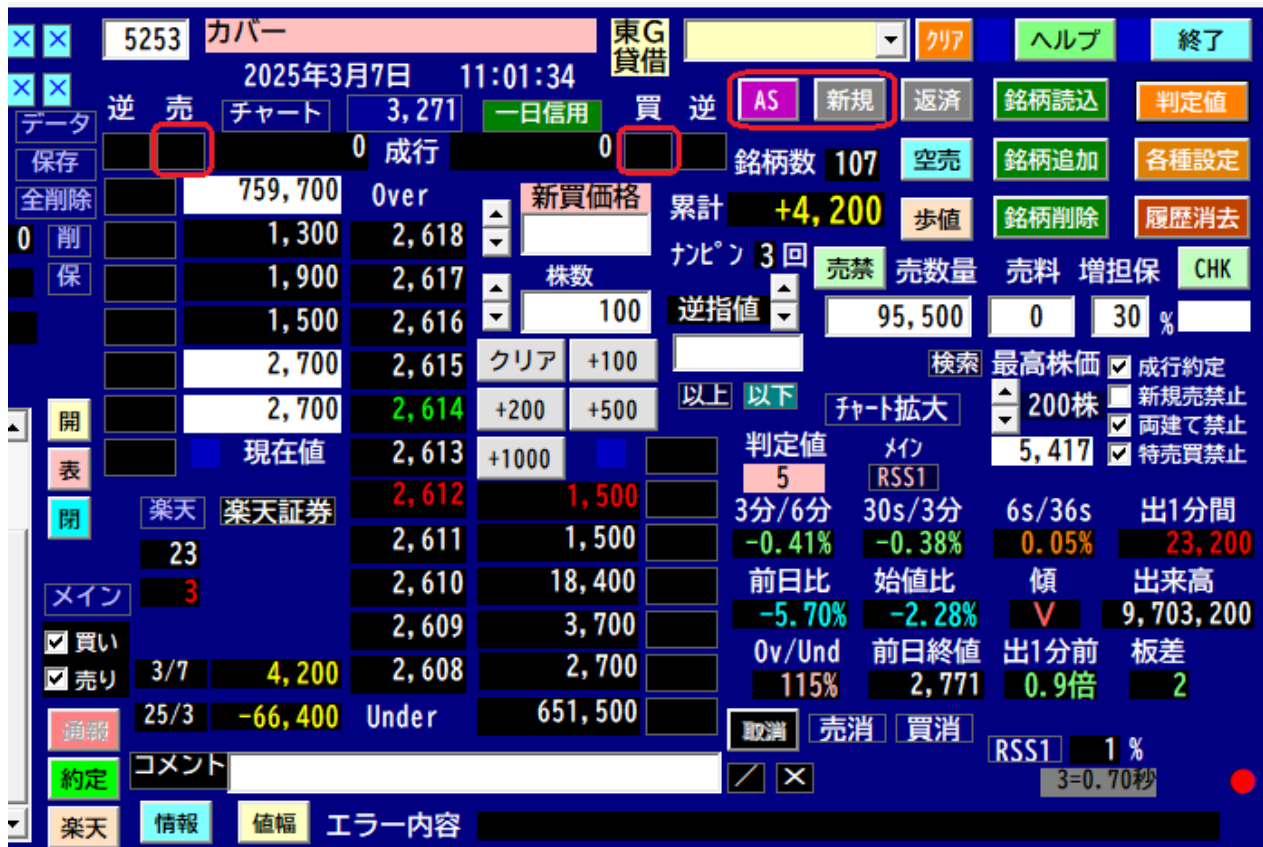 × × 5253 カバー 東G 貸借 クリア ヘルプ 終了
2025年3月7日 11:01:34
× × 逆 売 チャート 3,271 一日信用 買 逆 AS 新規 返済 銘柄読込 判定値
データ
保存 0 成行 0 銘柄数 107 空売 銘柄追加 各種設定
全削除 759,700 Over 新買価格 累計 +4,200 歩値 銘柄削除 履歴消去
0 削 1,300 2,618 ナンピン 3 回
保 1,900 2,617 株数 売禁 売数量 売料 増担保 CHK
1,500 2,616 100 逆指値 95,500 0 30 %
2,700 2,615 クリア +100 検索 最高株価 成行約定
2,700 2,614 +200 +500 以上 以下 チャート拡大 200株 新規売禁止
開 両建て禁止
現在値 2,613 +1000 判定値 メイン 5,417 特売買禁止
表 2,612 1,500 5 RSS1
閉 楽天 楽天証券 3分/6分 30s/3分 6s/36s 出1分間
23 2,611 1,500 -0.41% -0.38% 0.05% 23,200
メイン 3 2,610 18,400 前日比 始値比 傾 出来高
買い 2,609 3,700 -5.70% -2.28% V 9,703,200
売り 3/7 4,200 2,608 2,700 Ov/Und 前日終値 出1分前 板差
115% 2,771 0.9倍 2
通報 25/3 -66,400 Under 651,500 取消 売消 買消
RSS1 1 %
約定 コメント / × 3=0.70秒
楽天 情報 値幅 エラー内容